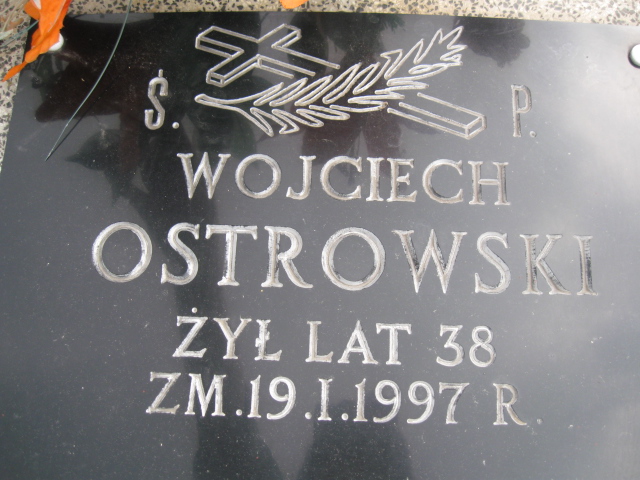 Ś. P.
WOJCIECH
OSTROWSKI
ŻYŁ LAT 38
ZM.19.I.1997 R.